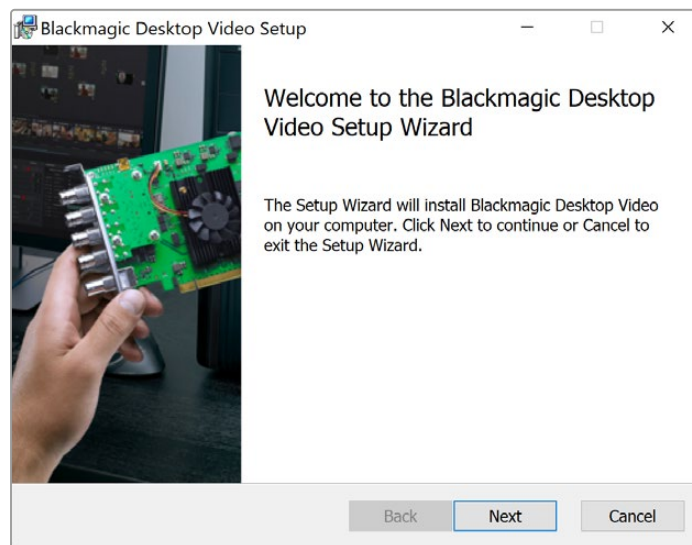 Blackmagic Desktop Video Setup
Welcome to the Blackmagic Desktop
Video Setup Wizard
The Setup Wizard will install Blackmagic Desktop Video
on your computer. Click Next to continue or Cancel to
exit the Setup Wizard.
Back
Next
Cancel